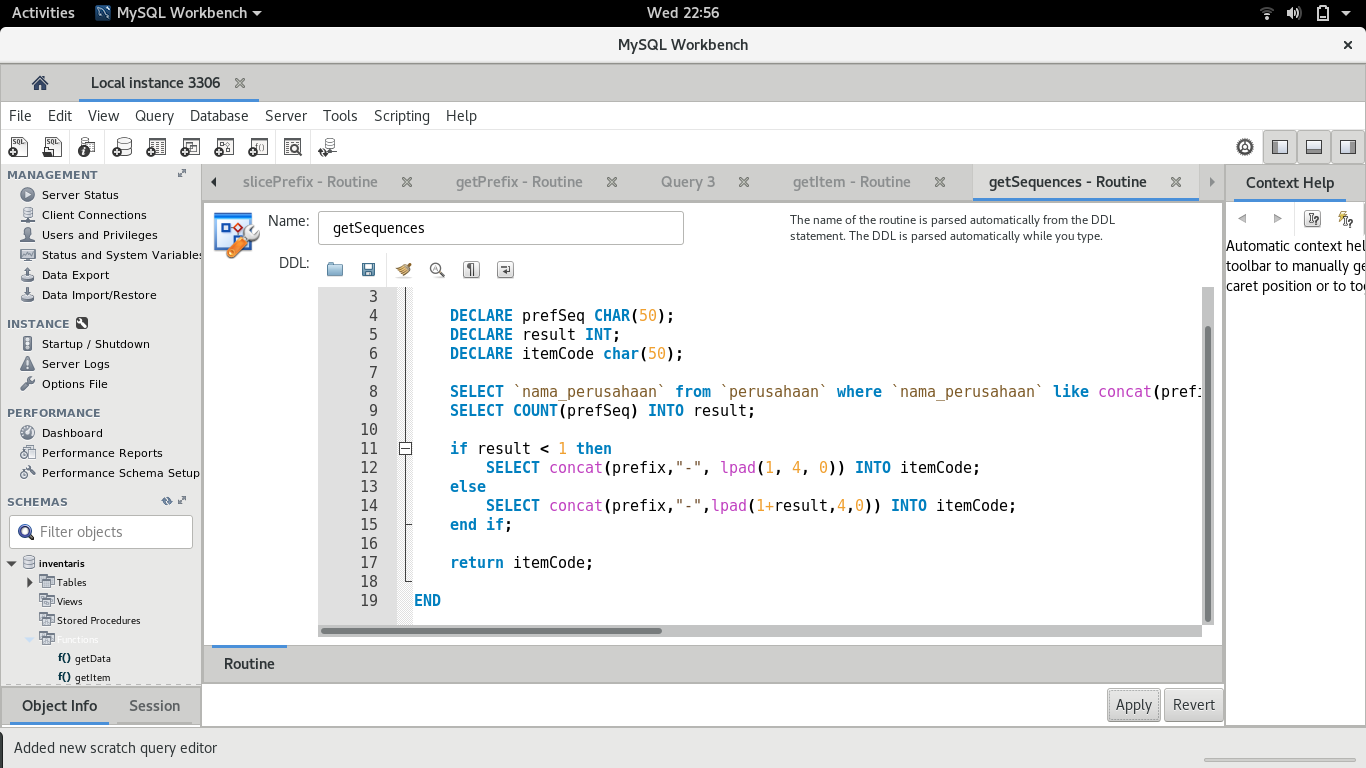 Activities MySQL Workbench Wed 22:56
MySQL Workbench
Local instance 3306
File Edit View Query Database Server Tools Scripting Help
MANAGEMENT
Server Status
Client Connections
Users and Privileges
Status and System Variables
Data Export
Data Import/Restore
INSTANCE
Startup / Shutdown
Server Logs
Options File
PERFORMANCE
Dashboard
Performance Reports
Performance Schema Setup
SCHEMAS
Filter objects
inventaris
Tables
Views
Stored Procedures
Functions
f() getData
f() getItem
Object Info Session
slicePrefix - Routine getPrefix - Routine Query 3 getItem - Routine getSequences - Routine
Name: getSequences
The name of the routine is parsed automatically from the DDL
statement. The DDL is parsed automatically while you type.
DDL:
3
4 DECLARE prefSeq CHAR(50);
5 DECLARE result INT;
6 DECLARE itemCode char(50);
7
8 SELECT `nama_perusahaan` from `perusahaan` where `nama_perusahaan` like concat(prefi
9 SELECT COUNT(prefSeq) INTO result;
10
11 if result < 1 then
12 SELECT concat(prefix,"-", lpad(1, 4, 0)) INTO itemCode;
13 else
14 SELECT concat(prefix,"-",lpad(1+result,4,0)) INTO itemCode;
15 end if;
16
17 return itemCode;
18
19 END
Routine
Apply Revert
Context Help
Automatic context hel
toolbar to manually ge
caret position or to to
Added new scratch query editor